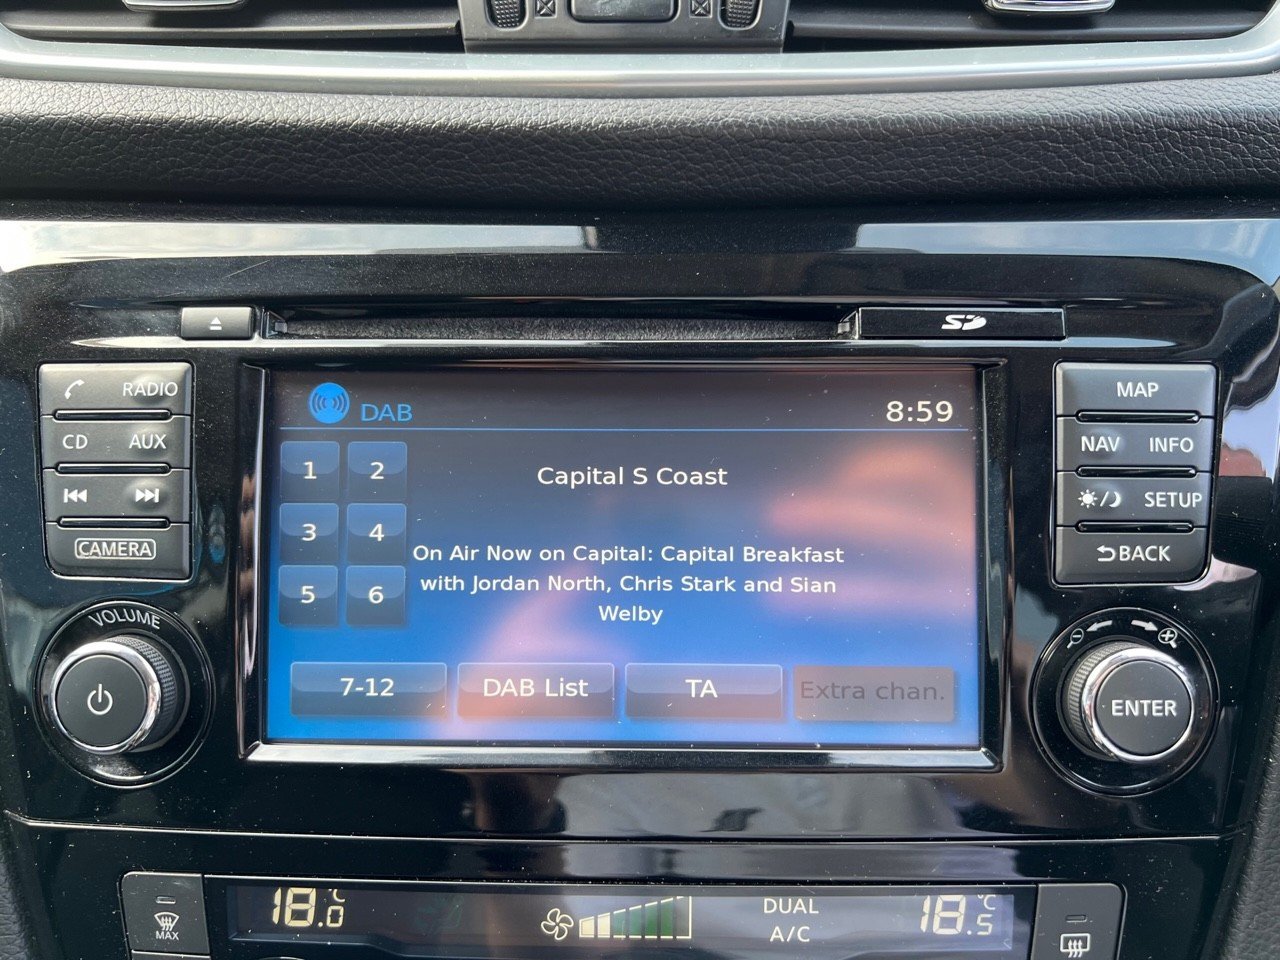 SD
RADIO
CD AUX
CAMERA
VOLUME
DAB
8:59
1 2
3 4
5 6
Capital S Coast
On Air Now on Capital: Capital Breakfast
with Jordan North, Chris Stark and Sian
Welby
7-12 DAB List TA Extra chan.
MAP
NAV INFO
SETUP
BACK
ENTER
MAX
18.0 °C
DUAL
A/C
18.5 °C